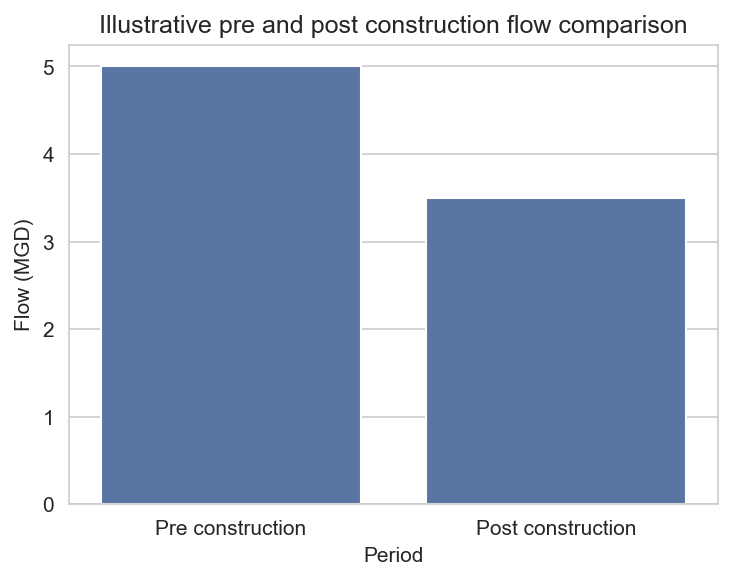 Illustrative pre and post construction flow comparison
5
4
3
2
1
0
Flow (MGD)
Pre construction
Post construction
Period